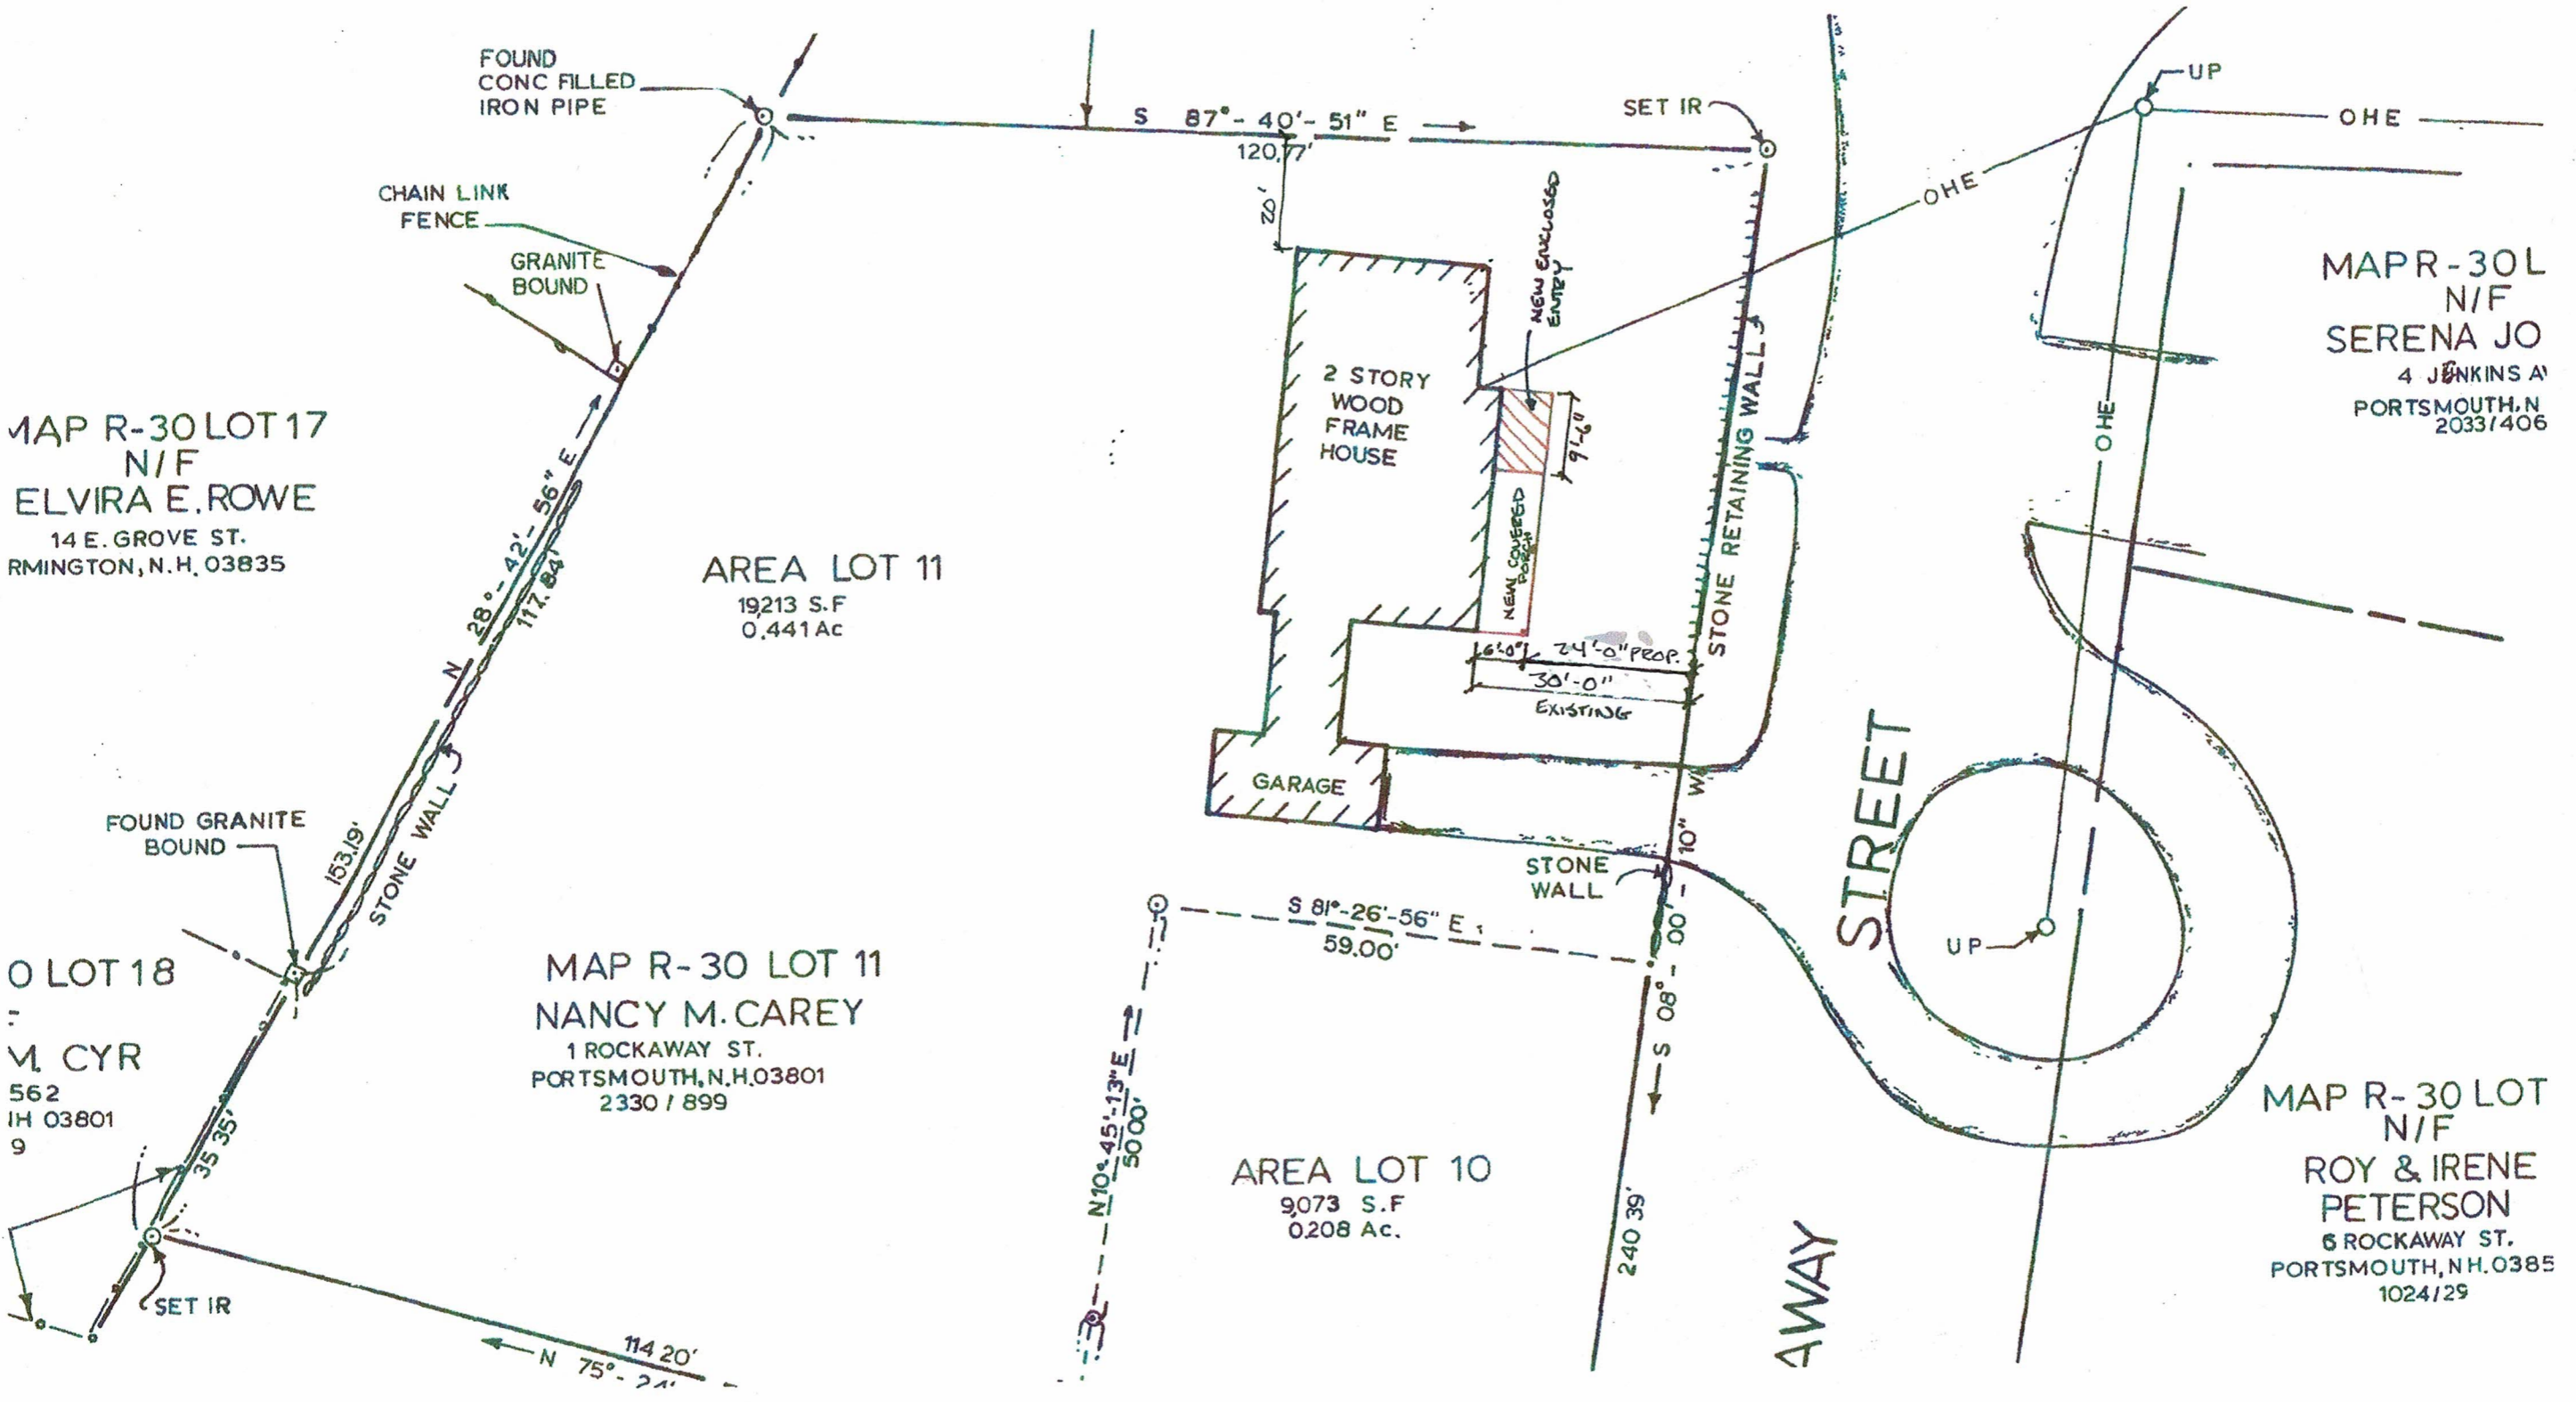 FOUND
CONC FILLED
IRON PIPE
S 87°- 40'- 51" E
120.77'
SET IR
UP
OHE
OHE
OHE
CHAIN LINK
FENCE
GRANITE
BOUND
20'
NEW ENCLOSED
ENTRY
2 STORY
WOOD
FRAME
HOUSE
9'-6"
NEW COVERED
PORCH
STONE RETAINING WALL
MAP R-30 L
N/F
SERENA JO
4 JENKINS A
PORTSMOUTH, N
2033/406
MAP R-30 LOT 17
N/F
ELVIRA E. ROWE
14 E. GROVE ST.
RMINGTON, N.H. 03835
N 28°- 42'- 56" E
117.84'
153.19'
STONE WALL
AREA LOT 11
19,213 S.F
0.441 Ac
6'-0"
24'-0" PROP.
30'-0"
EXISTING
GARAGE
FOUND GRANITE
BOUND
STONE
WALL
S 08°- 00'- 10" W
240.39'
S 81°-26'-56" E
59.00'
STREET
UP
O LOT 18
M. CYR
562
IH 03801
9
MAP R-30 LOT 11
NANCY M. CAREY
1 ROCKAWAY ST.
PORTSMOUTH, N.H. 03801
2330 / 899
N 10°-45'-13" E
50.00'
35.35'
SET IR
114.20'
N 75°-
AREA LOT 10
9,073 S.F
0.208 Ac.
AWAY
MAP R-30 LOT
N/F
ROY & IRENE
PETERSON
6 ROCKAWAY ST.
PORTSMOUTH, NH. 0385
1024/29